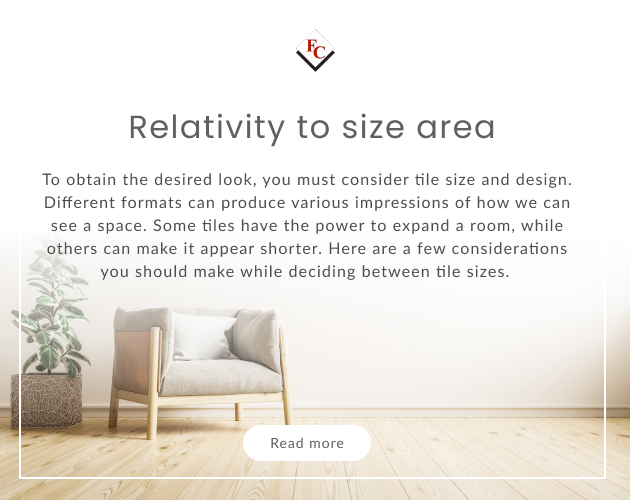 FC
Relativity to size area
To obtain the desired look, you must consider tile size and design.
Different formats can produce various impressions of how we can
see a space. Some tiles have the power to expand a room, while
others can make it appear shorter. Here are a few considerations
you should make while deciding between tile sizes.
Read more